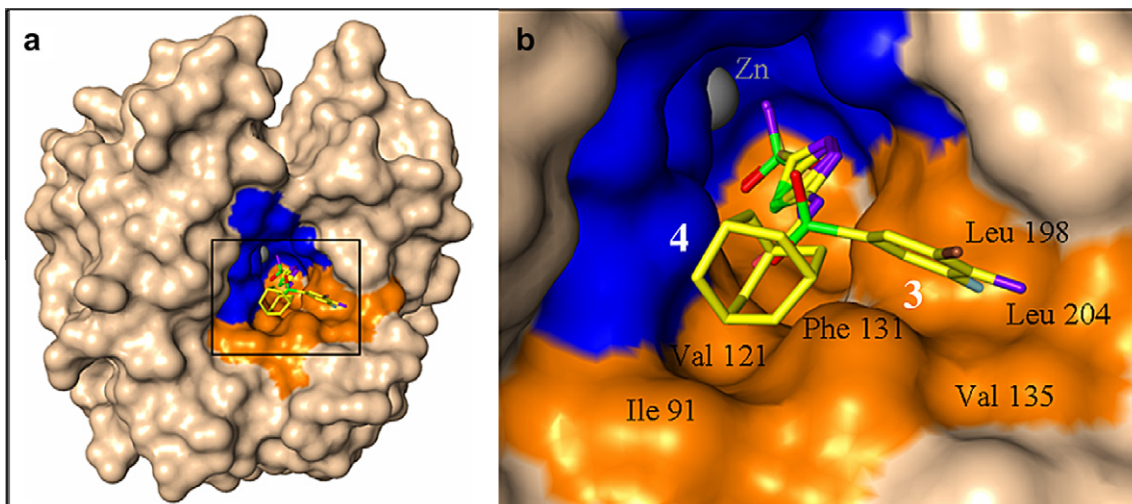 a
b
Zn
4
Leu 198
3
Leu 204
Phe 131
Val 121
Ile 91
Val 135